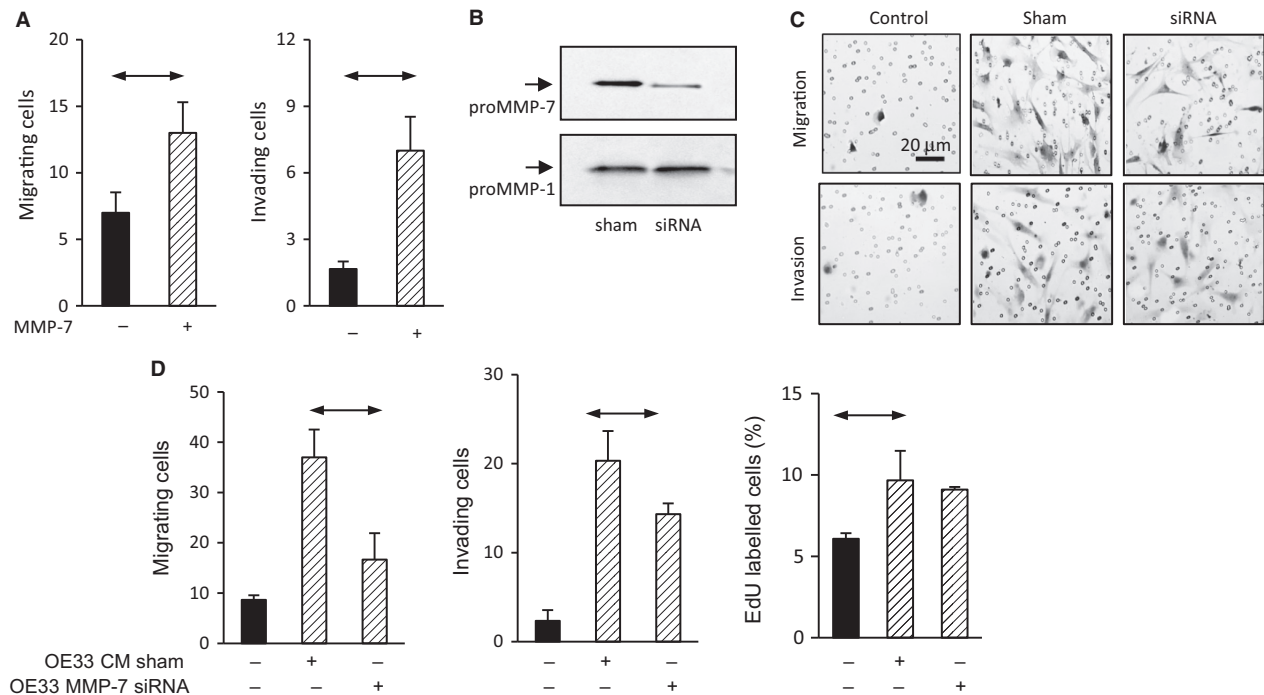 A
20
15
10
5
0
Migrating cells
12
9
6
3
0
Invading cells
MMP-7 – +
– +
B
proMMP-7
proMMP-1
sham siRNA
C
Control Sham siRNA
Migration
20 µm
Invasion
D
50
40
30
20
10
0
Migrating cells
30
20
10
0
Invading cells
15
10
5
0
EdU labelled cells (%)
OE33 CM sham – + – – + – – + –
OE33 MMP-7 siRNA – – + – – + – – +